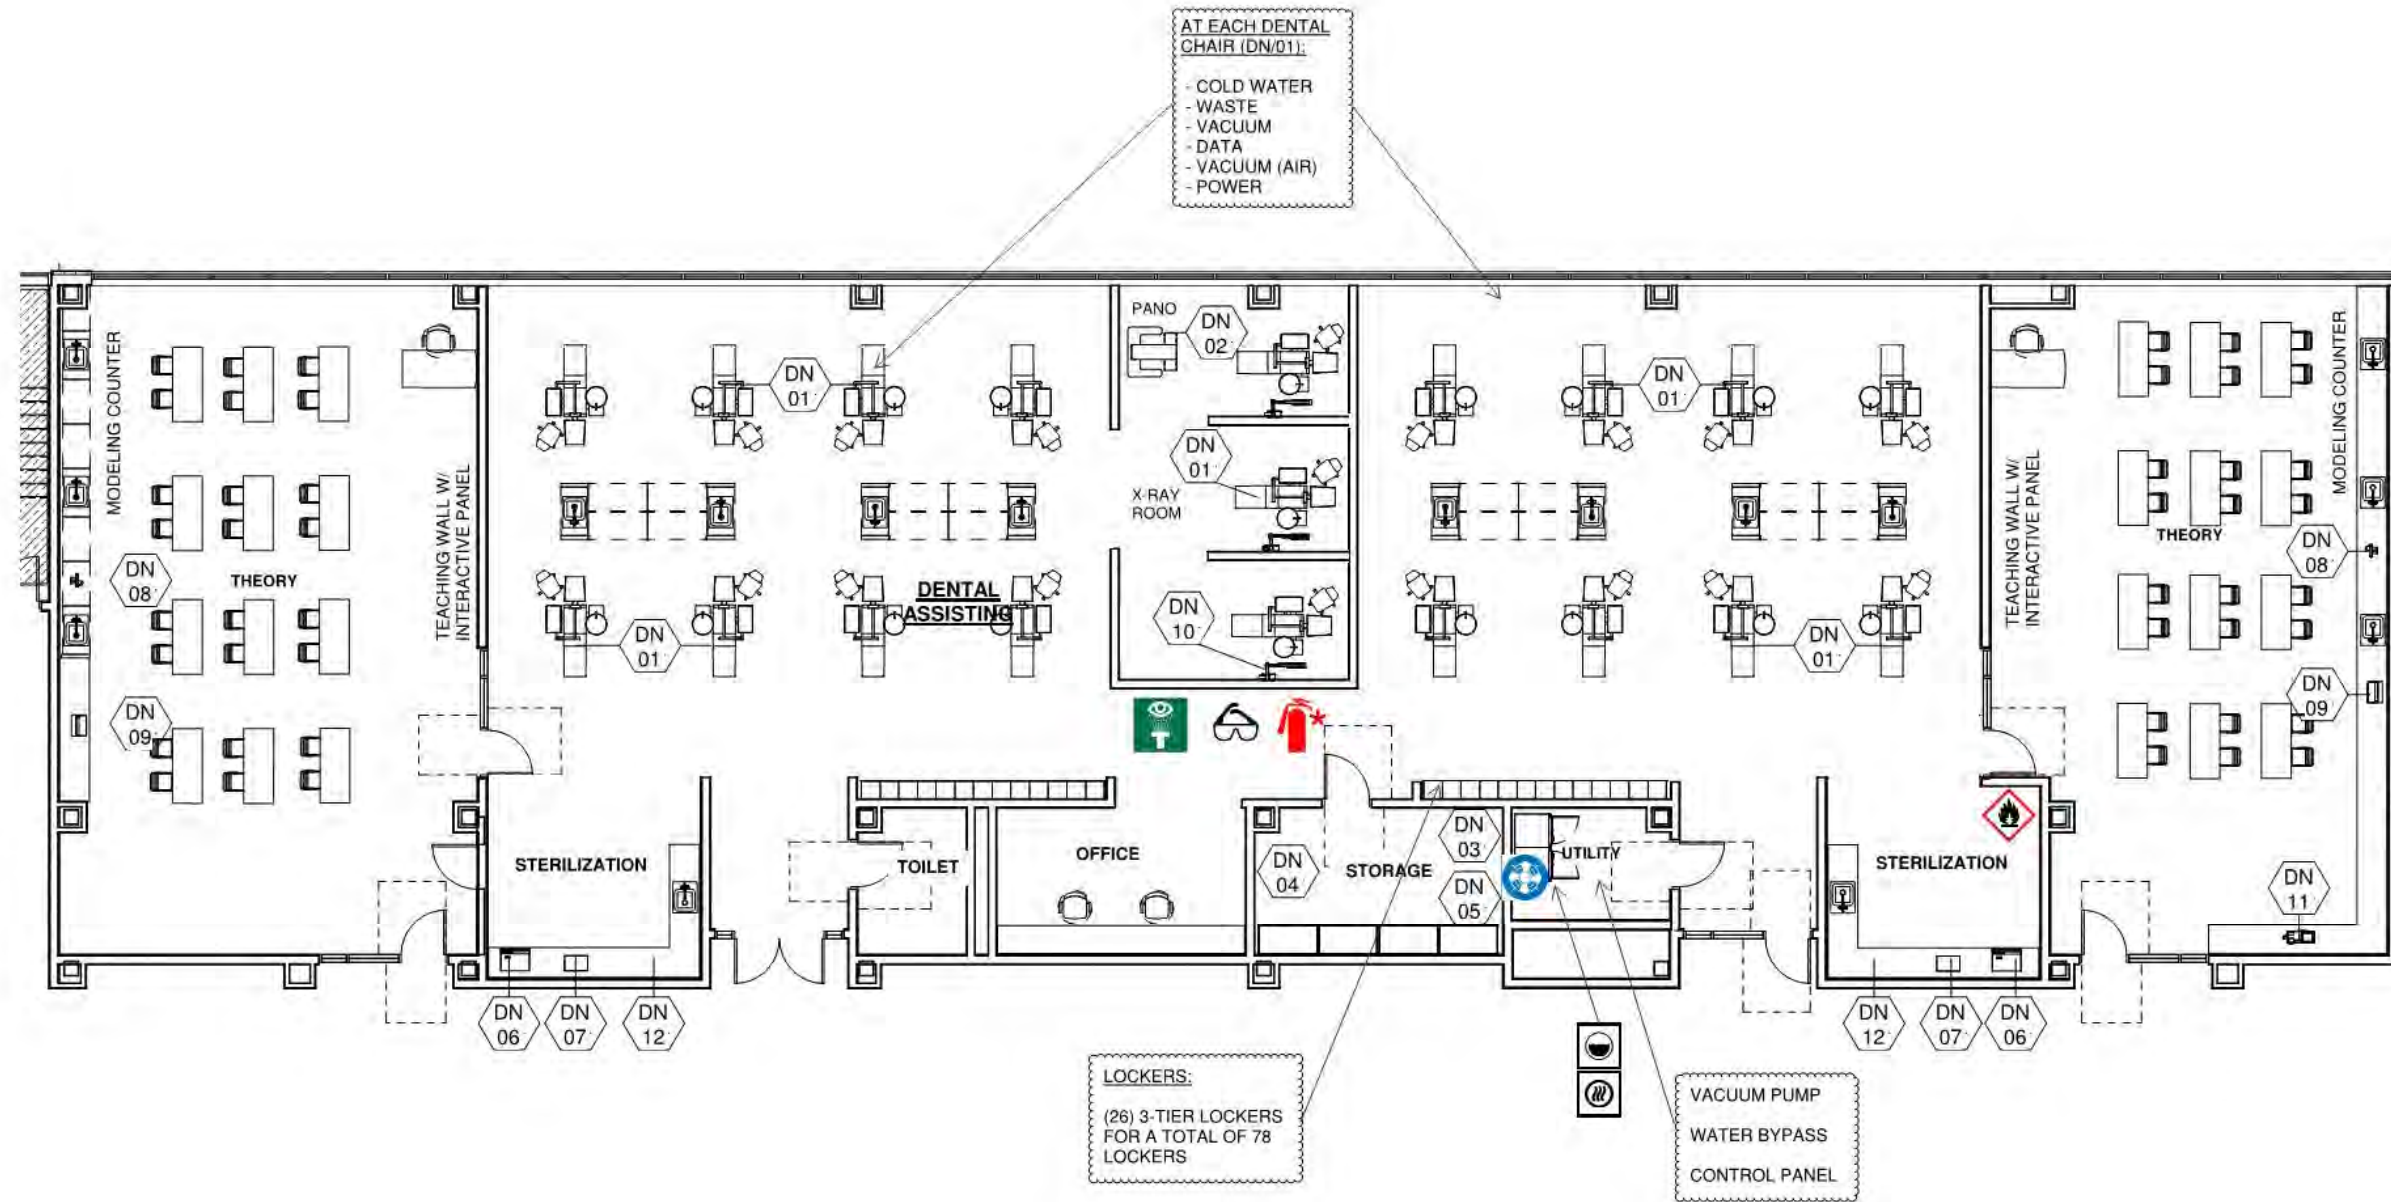 AT EACH DENTAL
CHAIR (DN/01):
- COLD WATER
- WASTE
- VACUUM
- DATA
- VACUUM (AIR)
- POWER
MODELING COUNTER
DN
08
THEORY
DN
09
TEACHING WALL W/
INTERACTIVE PANEL
DN
01
DN
01
DENTAL
ASSISTING
PANO
DN
02
DN
01
X-RAY
ROOM
DN
10
DN
01
DN
01
TEACHING WALL W/
INTERACTIVE PANEL
THEORY
MODELING COUNTER
DN
08
DN
09
DN
11
STERILIZATION
DN
06
DN
07
DN
12
TOILET
OFFICE
DN
04
STORAGE
DN
03
DN
05
UTILITY
STERILIZATION
DN
12
DN
07
DN
06
LOCKERS:
(26) 3-TIER LOCKERS
FOR A TOTAL OF 78
LOCKERS
VACUUM PUMP
WATER BYPASS
CONTROL PANEL